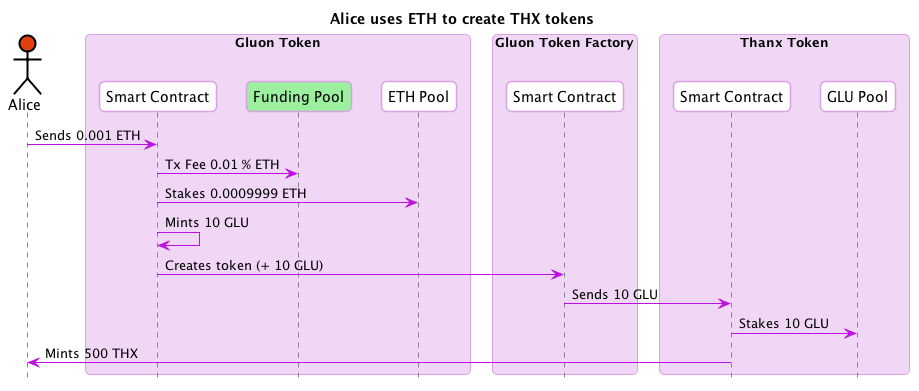 Alice uses ETH to create THX tokens
Gluon Token
Gluon Token Factory
Thanx Token
Alice
Smart Contract
Funding Pool
ETH Pool
Smart Contract
Smart Contract
GLU Pool
Sends 0.001 ETH
Tx Fee 0.01 % ETH
Stakes 0.0009999 ETH
Mints 10 GLU
Creates token (+ 10 GLU)
Sends 10 GLU
Stakes 10 GLU
Mints 500 THX